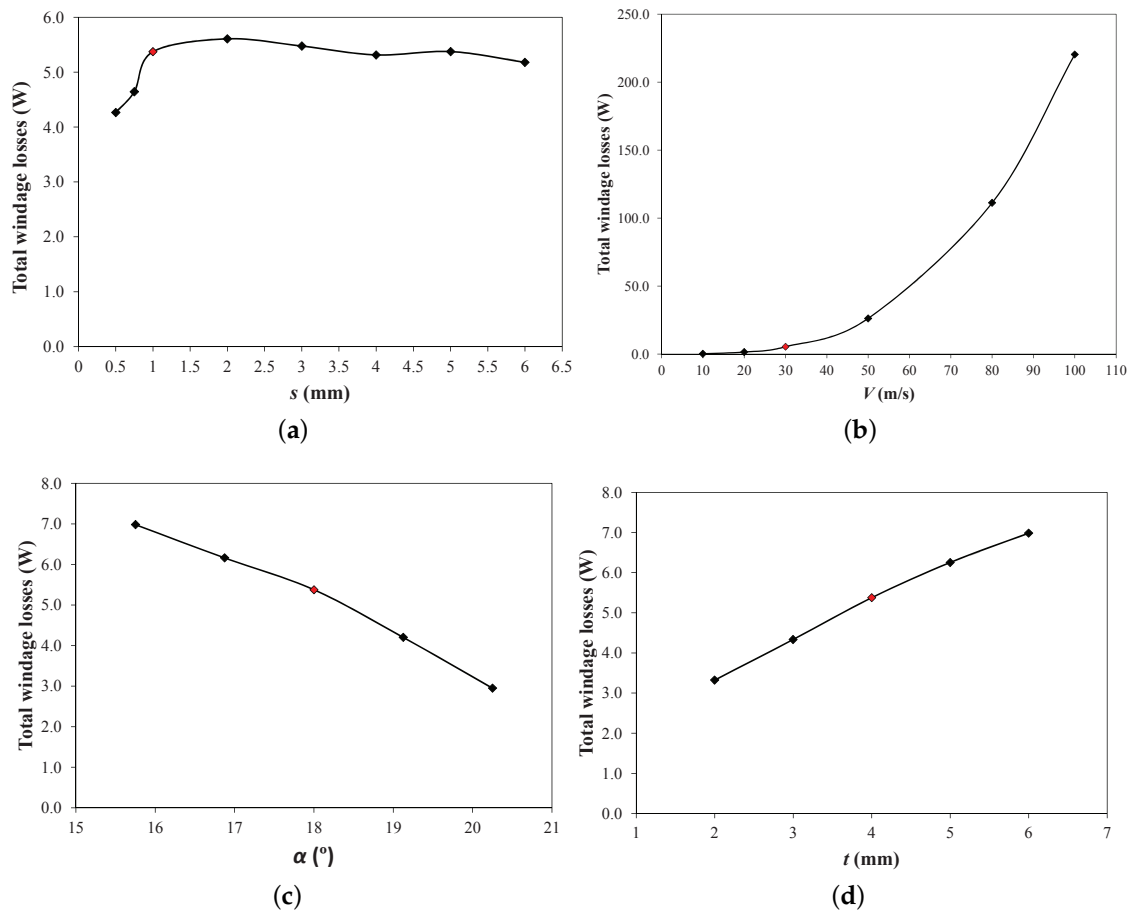 6.0
5.0
4.0
3.0
2.0
1.0
0.0
0 0.5 1 1.5 2 2.5 3 3.5 4 4.5 5 5.5 6 6.5
Total windage losses (W)
s (mm)
(a)
250.0
200.0
150.0
100.0
50.0
0.0
0 10 20 30 40 50 60 70 80 90 100 110
Total windage losses (W)
V (m/s)
(b)
8.0
7.0
6.0
5.0
4.0
3.0
2.0
1.0
0.0
15 16 17 18 19 20 21
Total windage losses (W)
α (º)
(c)
8.0
7.0
6.0
5.0
4.0
3.0
2.0
1.0
0.0
1 2 3 4 5 6 7
Total windage losses (W)
t (mm)
(d)